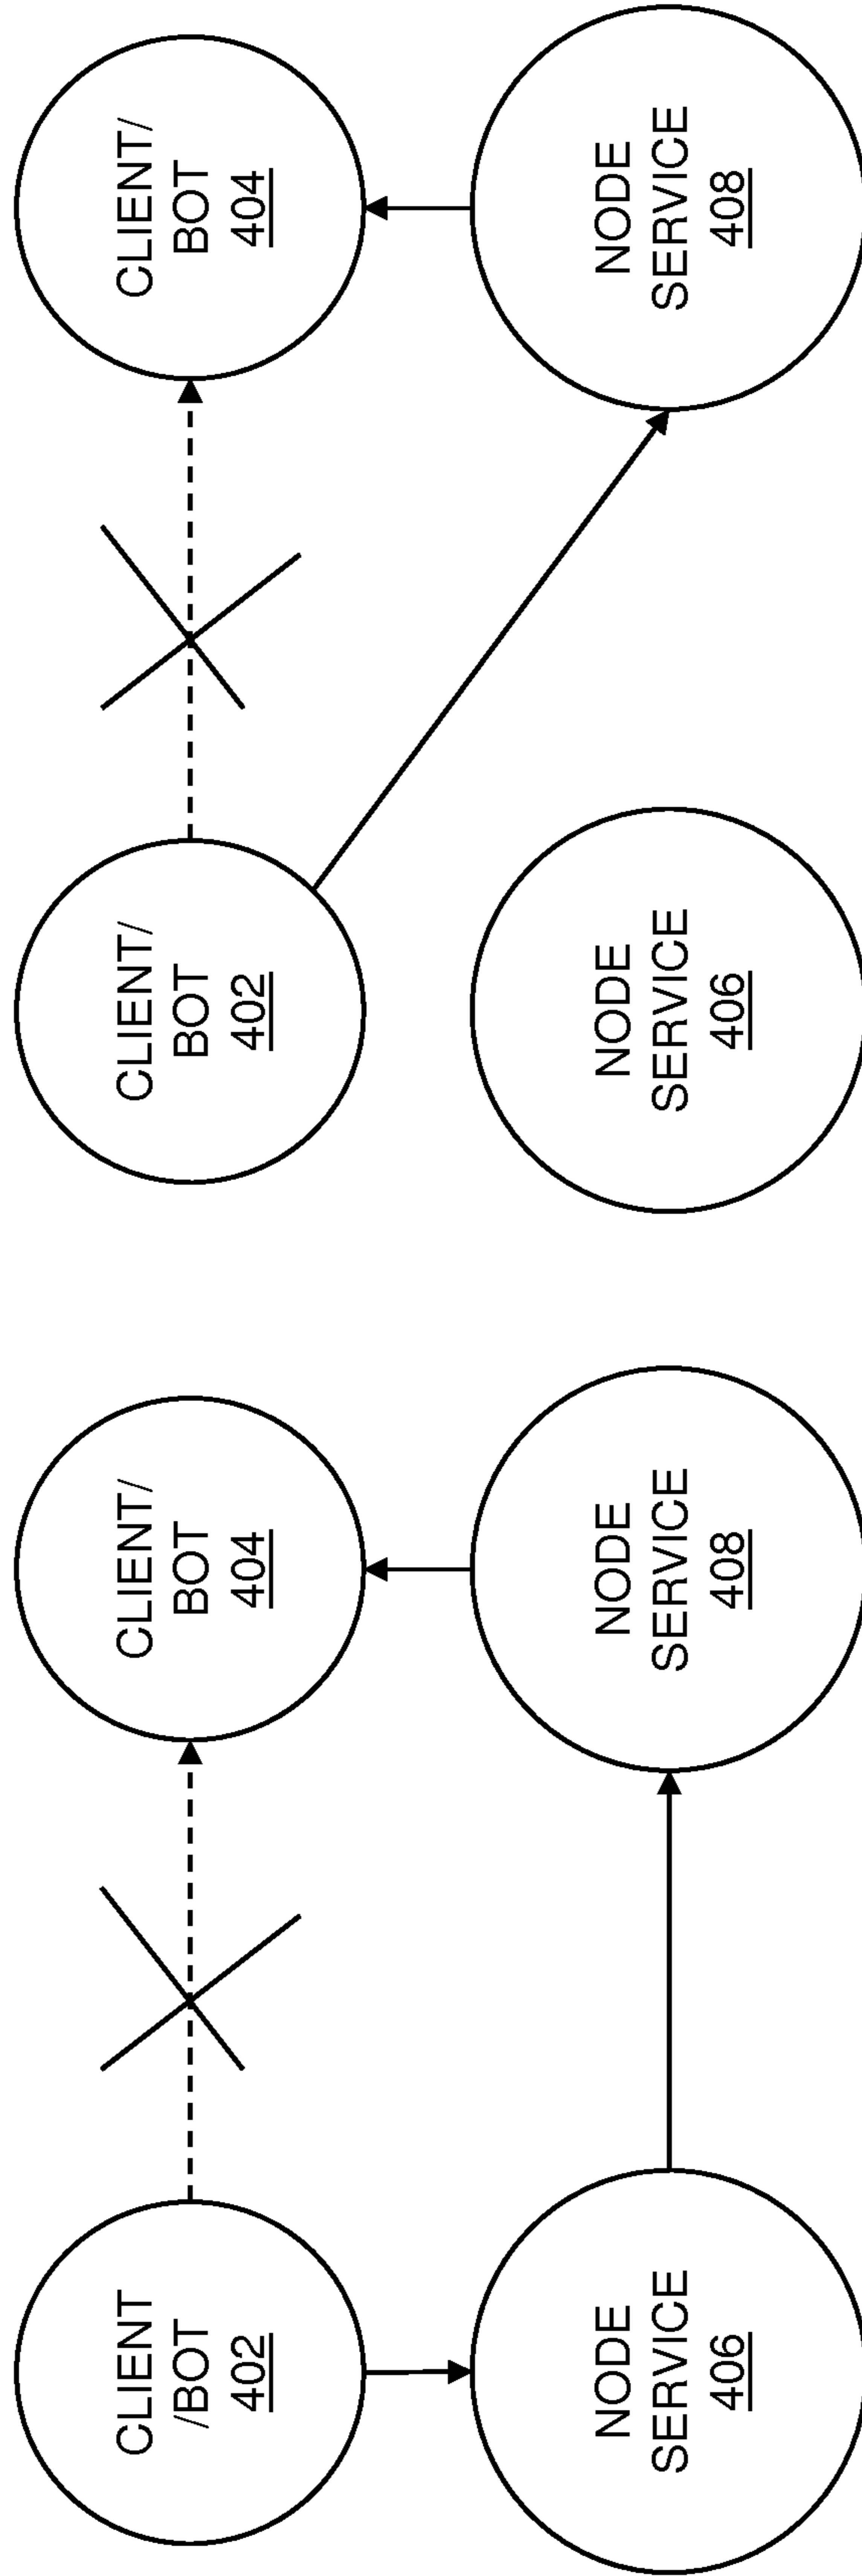 CLIENT
/BOT
402
CLIENT/
BOT
404
NODE
SERVICE
406
NODE
SERVICE
408
CLIENT/
BOT
402
CLIENT/
BOT
404
NODE
SERVICE
406
NODE
SERVICE
408